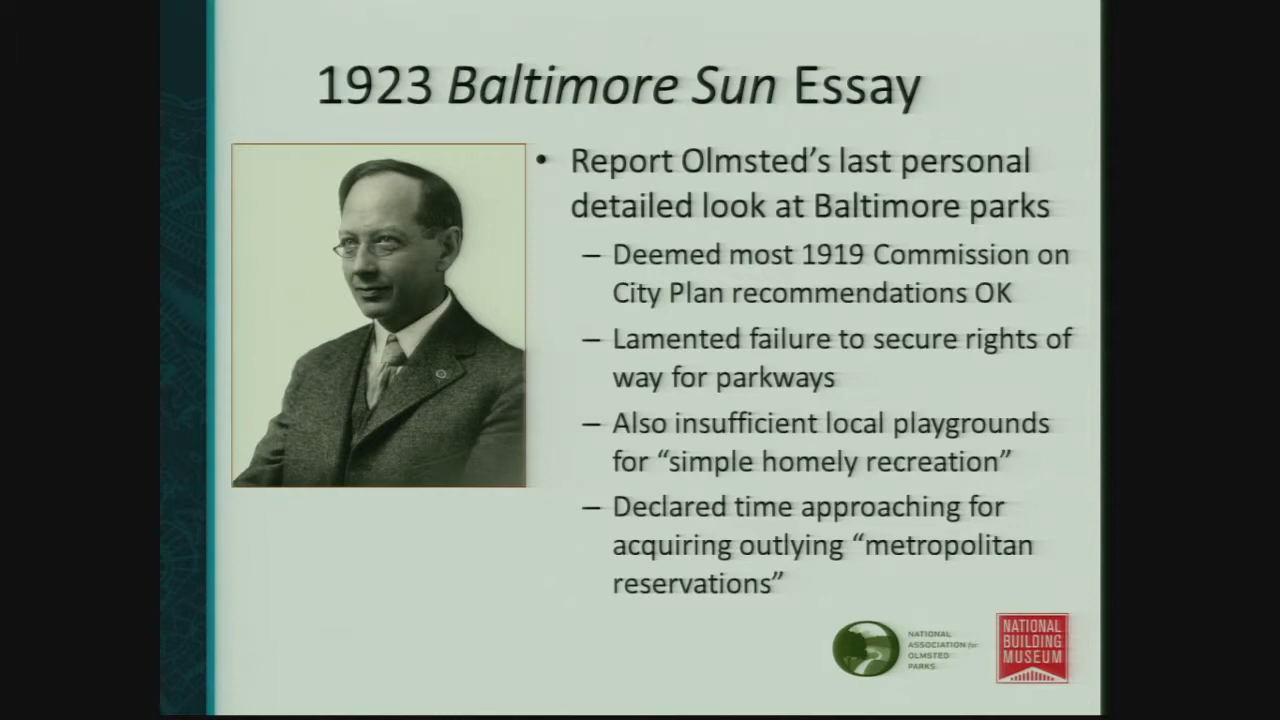 1923 Baltimore Sun Essay
• Report Olmsted’s last personal
detailed look at Baltimore parks
– Deemed most 1919 Commission on
City Plan recommendations OK
– Lamented failure to secure rights of
way for parkways
– Also insufficient local playgrounds
for “simple homely recreation”
– Declared time approaching for
acquiring outlying “metropolitan
reservations”
NATIONAL
ASSOCIATION for
OLMSTED
PARKS
NATIONAL
BUILDING
MUSEUM